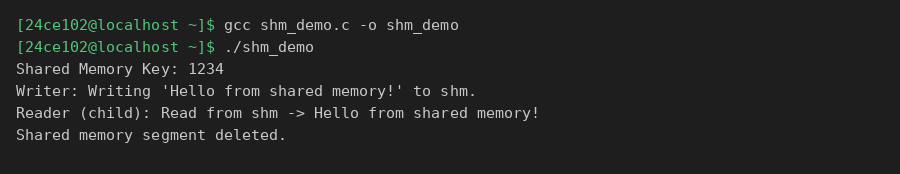 [24ce102@localhost ~]$ gcc shm_demo.c -o shm_demo
[24ce102@localhost ~]$ ./shm_demo
Shared Memory Key: 1234
Writer: Writing 'Hello from shared memory!' to shm.
Reader (child): Read from shm -> Hello from shared memory!
Shared memory segment deleted.